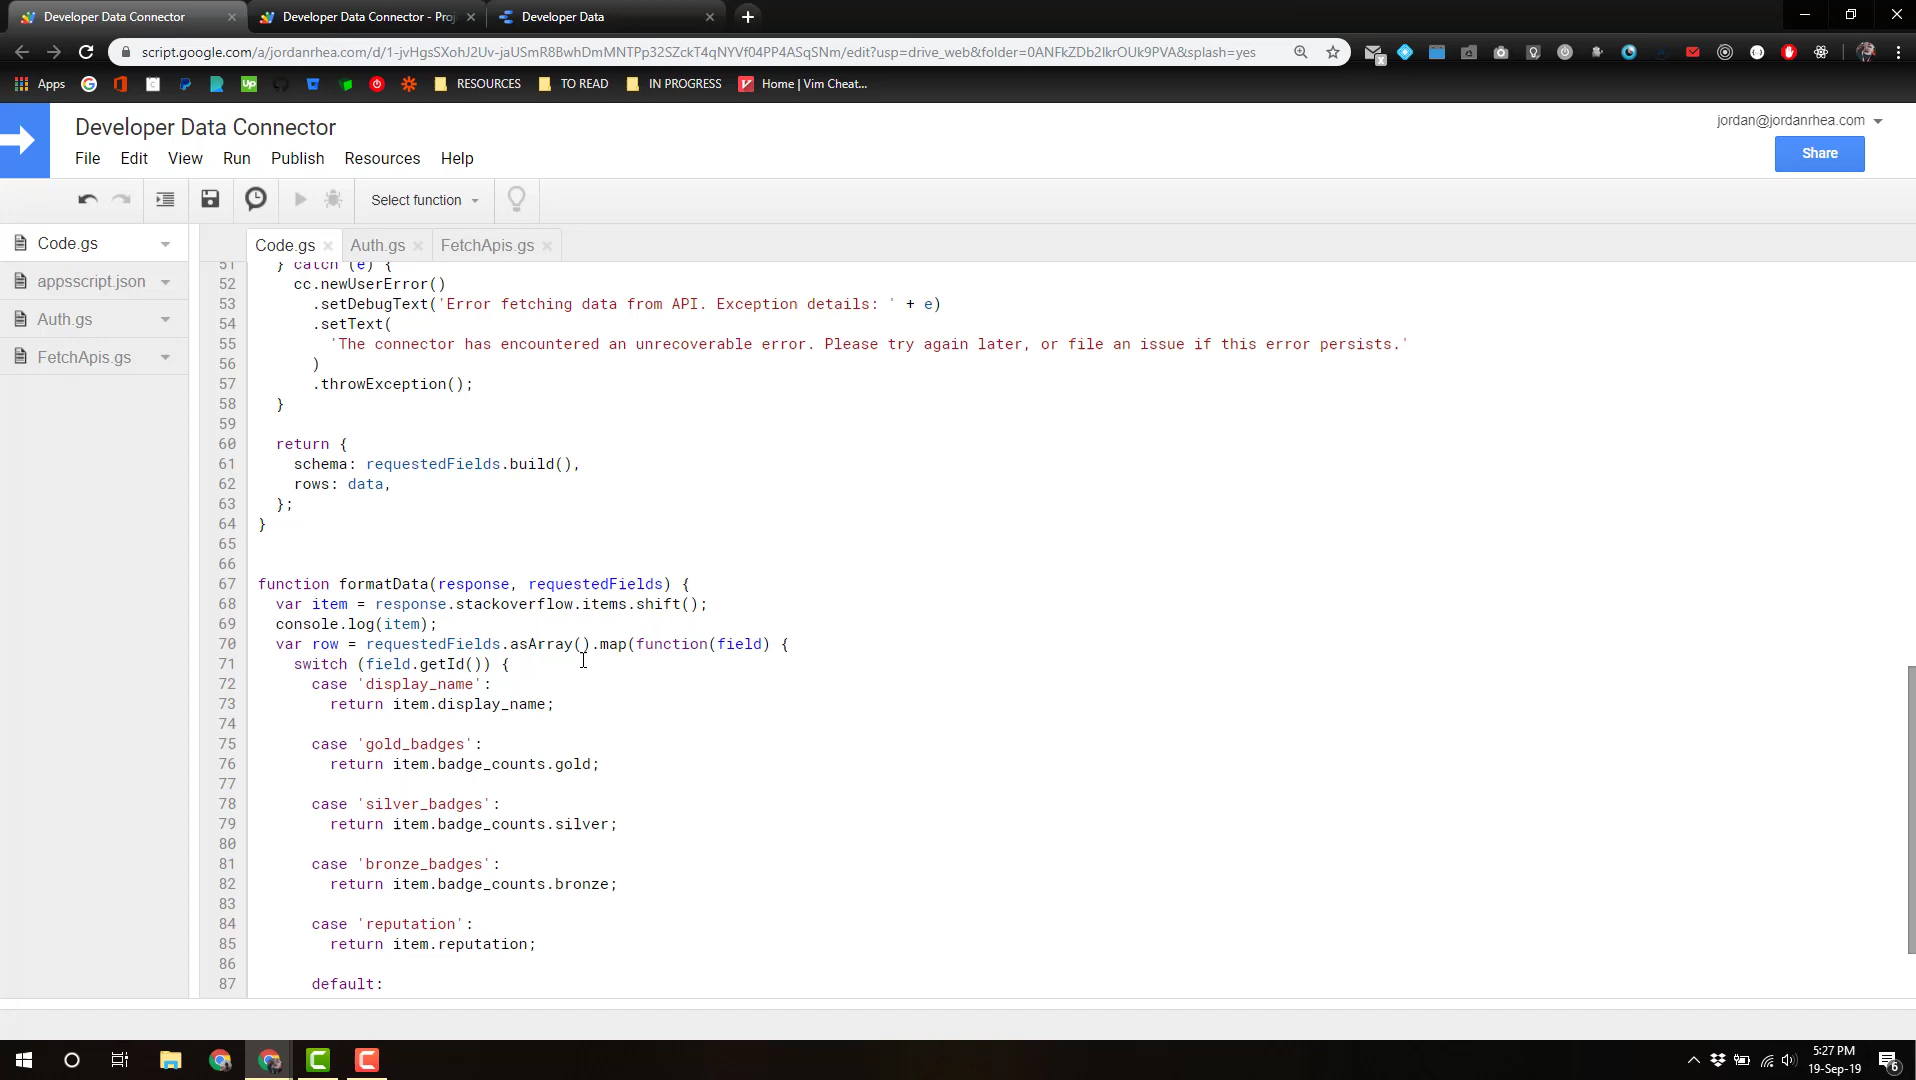 Developer Data Connector
Developer Data Connector - Proj
Developer Data
script.google.com/a/jordanrhea.com/d/1-jvHgsSXohJ2Uv-jaUSmR8BwhDmMNTPp32SZckT4qNYVf04PP4ASqSNm/edit?usp=drive_web&folder=0ANFkZDb2IkrOUk9PVA&splash=yes
Apps
Up
RESOURCES
TO READ
IN PROGRESS
Home | Vim Cheat...
Developer Data Connector
jordan@jordanrhea.com
File Edit View Run Publish Resources Help
Share
Select function
Code.gs
appsscript.json
Auth.gs
FetchApis.gs
Code.gs
Auth.gs
FetchApis.gs
51 } catch (e) {
52 cc.newUserError()
53 .setDebugText('Error fetching data from API. Exception details: ' + e)
54 .setText(
55 'The connector has encountered an unrecoverable error. Please try again later, or file an issue if this error persists.'
56 )
57 .throwException();
58 }
59
60 return {
61 schema: requestedFields.build(),
62 rows: data,
63 };
64 }
65
66
67 function formatData(response, requestedFields) {
68 var item = response.stackoverflow.items.shift();
69 console.log(item);
70 var row = requestedFields.asArray().map(function(field) {
71 switch (field.getId()) {
72 case 'display_name':
73 return item.display_name;
74
75 case 'gold_badges':
76 return item.badge_counts.gold;
77
78 case 'silver_badges':
79 return item.badge_counts.silver;
80
81 case 'bronze_badges':
82 return item.badge_counts.bronze;
83
84 case 'reputation':
85 return item.reputation;
86
87 default:
5:27 PM
19-Sep-19
6